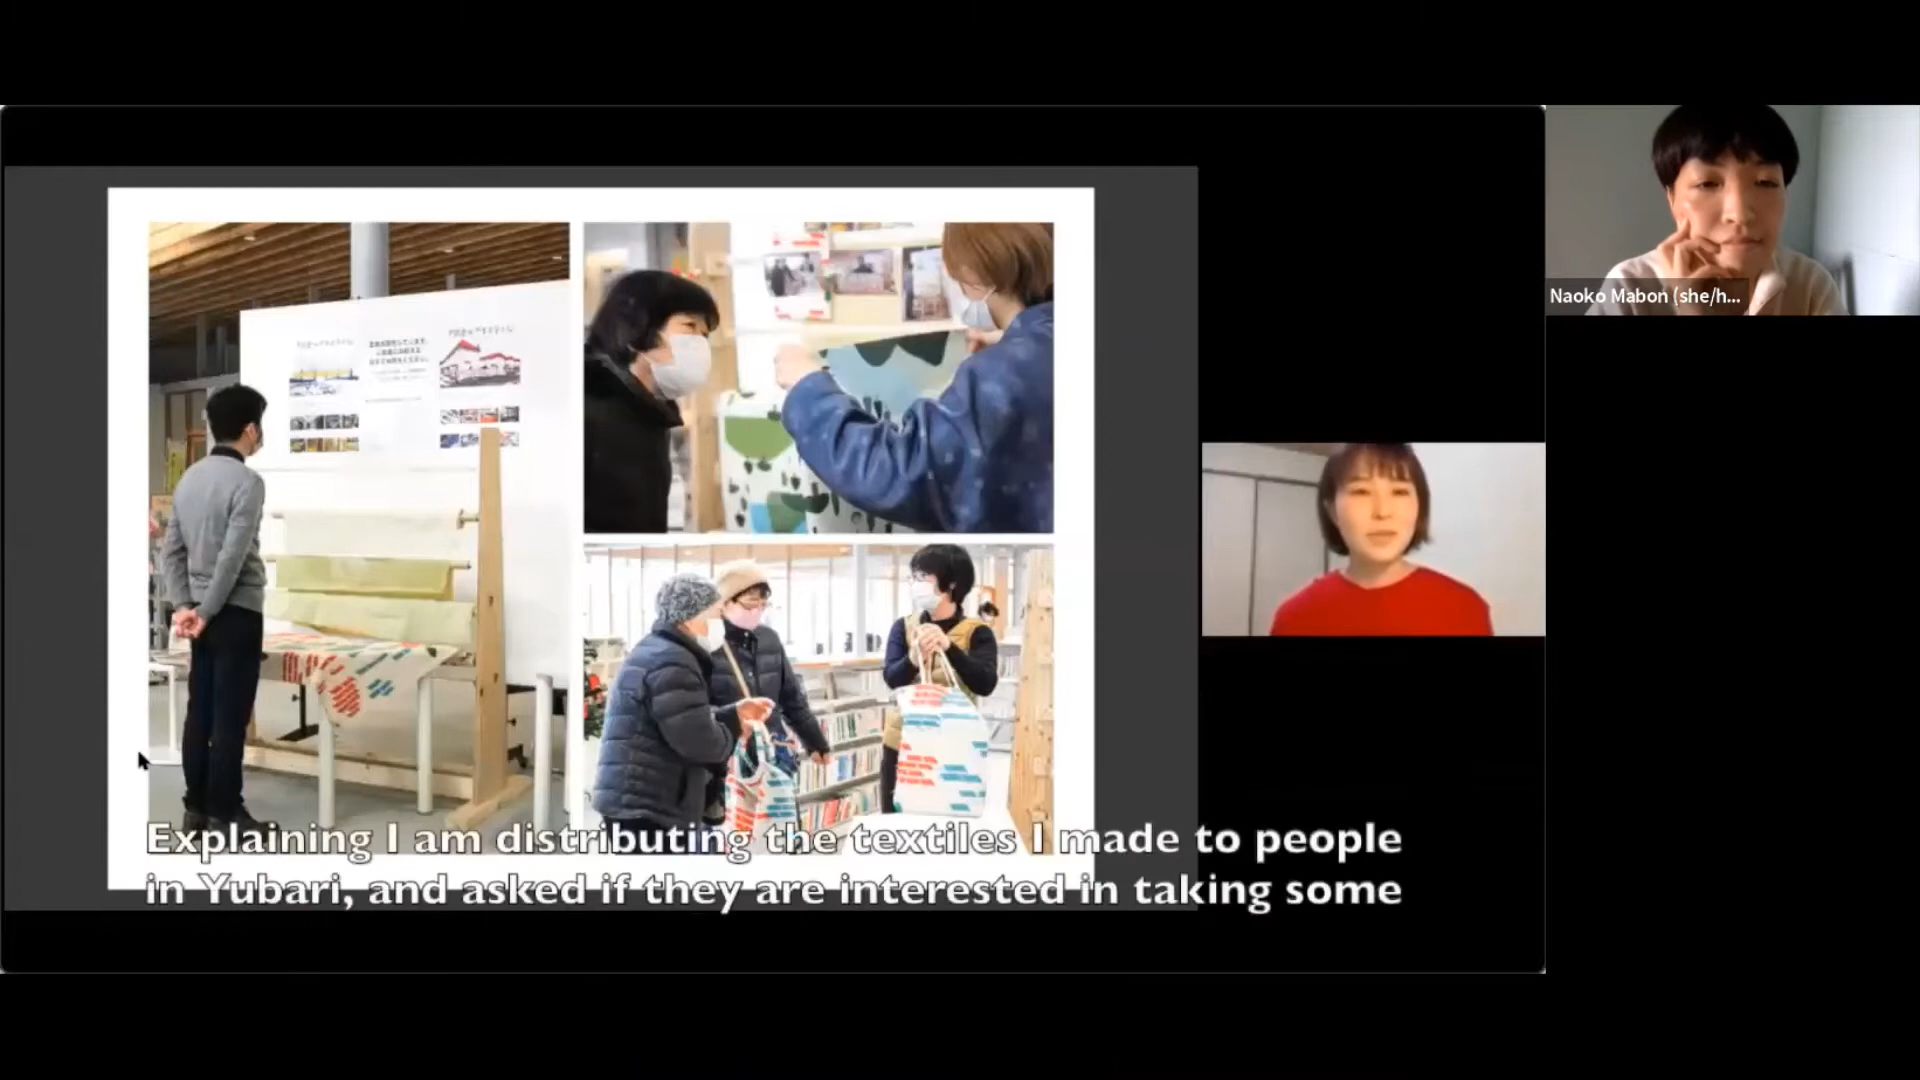 Naoko Mabon (she/h...
Explaining I am distributing the textiles I made to people
in Yubari, and asked if they are interested in taking some